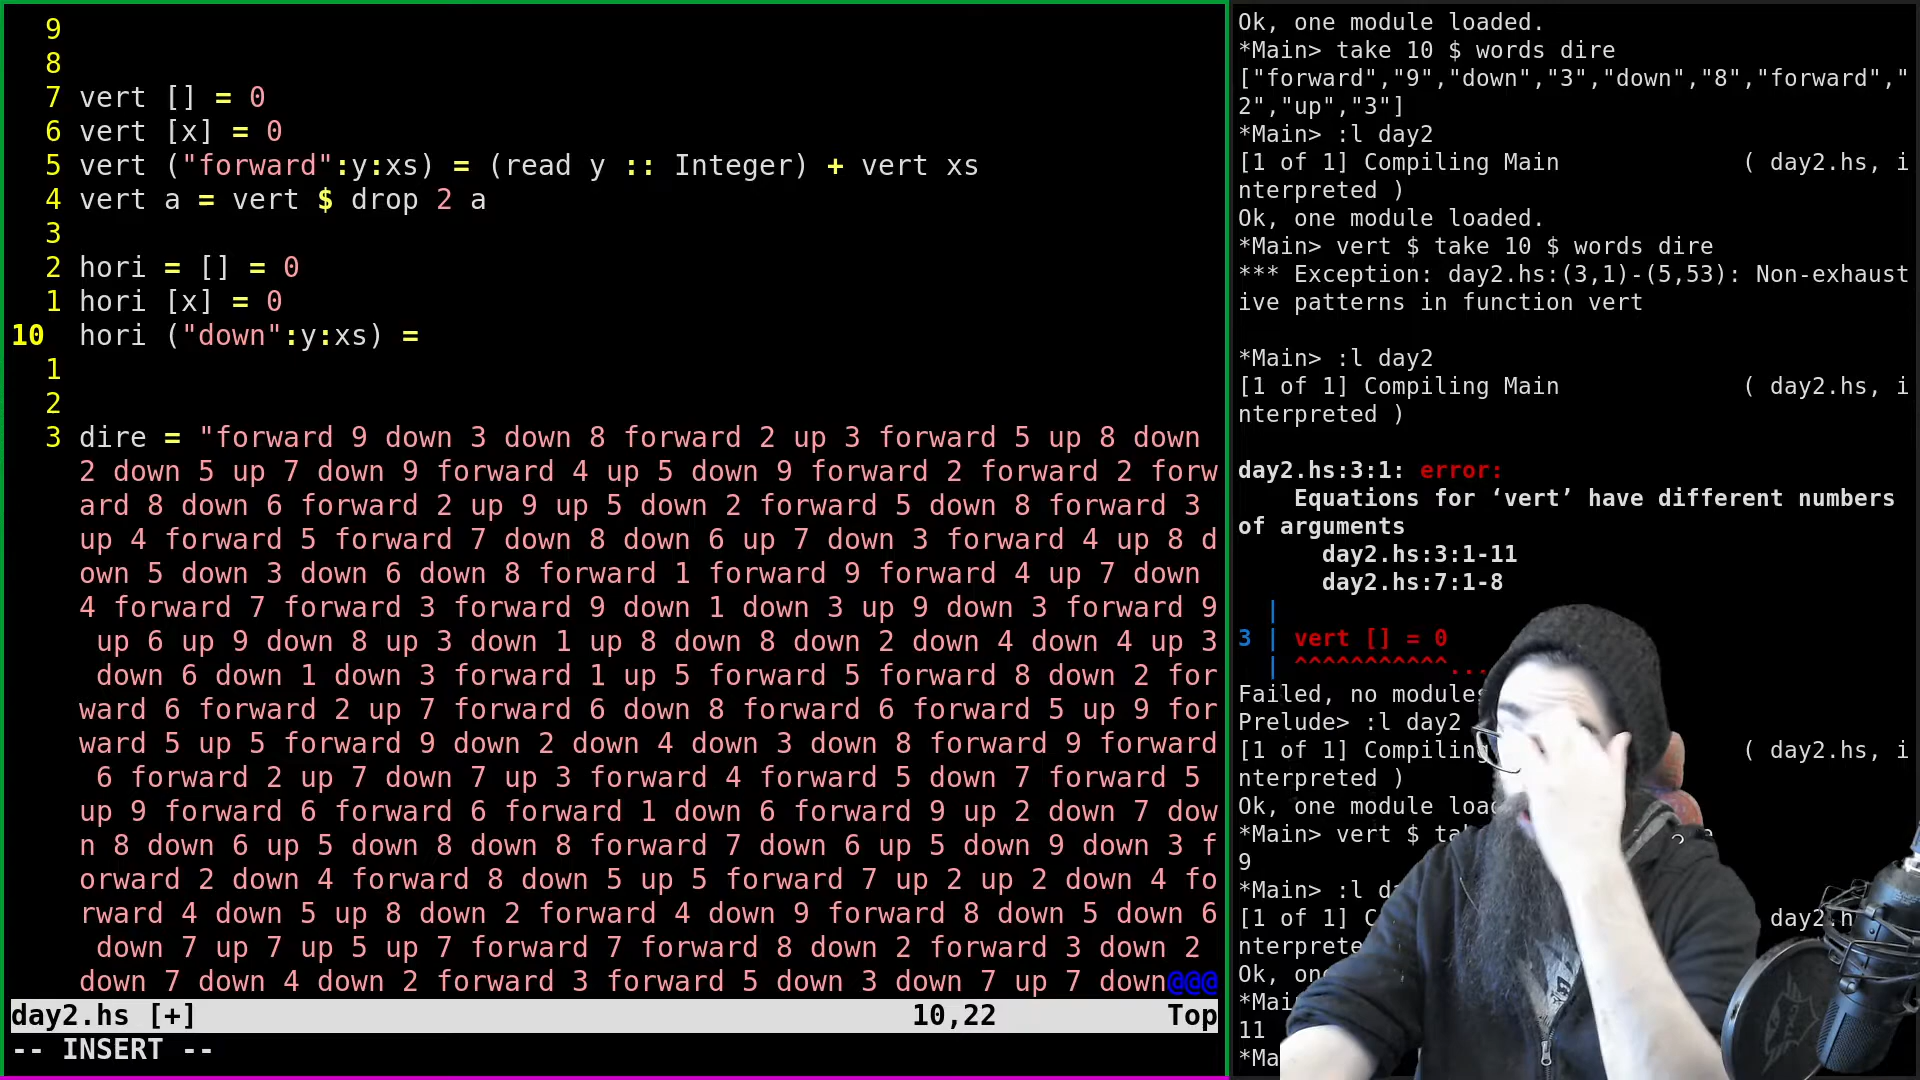 9
8
7 vert [] = 0
6 vert [x] = 0
5 vert ("forward":y:xs) = (read y :: Integer) + vert xs
4 vert a = vert $ drop 2 a
3
2 hori = [] = 0
1 hori [x] = 0
10 hori ("down":y:xs) =
1
2
3 dire = "forward 9 down 3 down 8 forward 2 up 3 forward 5 up 8 down
2 down 5 up 7 down 9 forward 4 up 5 down 9 forward 2 forward 2 forw
ard 8 down 6 forward 2 up 9 up 5 down 2 forward 5 down 8 forward 3
up 4 forward 5 forward 7 down 8 down 6 up 7 down 3 forward 4 up 8 d
own 5 down 3 down 6 down 8 forward 1 forward 9 forward 4 up 7 down
4 forward 7 forward 3 forward 9 down 1 down 3 up 9 down 3 forward 9
up 6 up 9 down 8 up 3 down 1 up 8 down 8 down 2 down 4 down 4 up 3
down 6 down 1 down 3 forward 1 up 5 forward 5 forward 8 down 2 for
ward 6 forward 2 up 7 forward 6 down 8 forward 6 forward 5 up 9 for
ward 5 up 5 forward 9 down 2 down 4 down 3 down 8 forward 9 forward
6 forward 2 up 7 down 7 up 3 forward 4 forward 5 down 7 forward 5
up 9 forward 6 forward 6 forward 1 down 6 forward 9 up 2 down 7 dow
n 8 down 6 up 5 down 8 down 8 forward 7 down 6 up 5 down 9 down 3 f
orward 2 down 4 forward 8 down 5 up 5 forward 7 up 2 up 2 down 4 fo
rward 4 down 5 up 8 down 2 forward 4 down 9 forward 8 down 5 down 6
down 7 up 7 up 5 up 7 forward 7 forward 8 down 2 forward 3 down 2
down 7 down 4 down 2 forward 3 forward 5 down 3 down 7 up 7 down@@@
day2.hs [+] 10,22 Top
-- INSERT --
Ok, one module loaded.
*Main> take 10 $ words dire
["forward","9","down","3","down","8","forward","
2","up","3"]
*Main> :l day2
[1 of 1] Compiling Main ( day2.hs, i
nterpreted )
Ok, one module loaded.
*Main> vert $ take 10 $ words dire
*** Exception: day2.hs:(3,1)-(5,53): Non-exhaust
ive patterns in function vert
*Main> :l day2
[1 of 1] Compiling Main ( day2.hs, i
nterpreted )
day2.hs:3:1: error:
Equations for ‘vert’ have different numbers
of arguments
day2.hs:3:1-11
day2.hs:7:1-8
|
3 | vert [] = 0
| ^^^^^^^^^^^...
Failed, no modules
Prelude> :l day2
[1 of 1] Compiling ( day2.hs, i
nterpreted )
Ok, one module
*Main> vert $
9
*Main> :l
[1 of 1] day2.h
Ok,
11